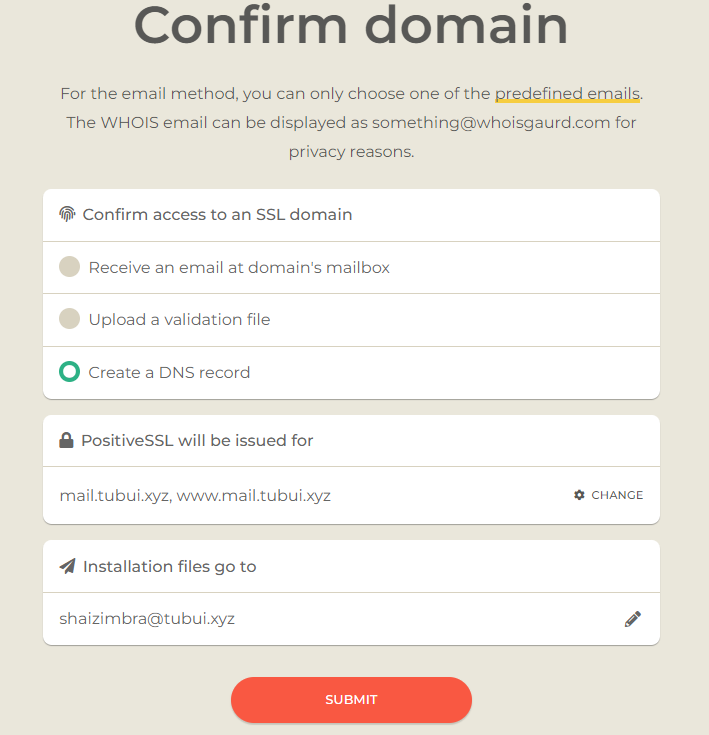 Confirm domain
For the email method, you can only choose one of the predefined emails.
The WHOIS email can be displayed as something@whoisgaurd.com for
privacy reasons.
Confirm access to an SSL domain
Receive an email at domain's mailbox
Upload a validation file
Create a DNS record
PositiveSSL will be issued for
mail.tubui.xyz, www.mail.tubui.xyz
CHANGE
Installation files go to
shaizimbra@tubui.xyz
SUBMIT